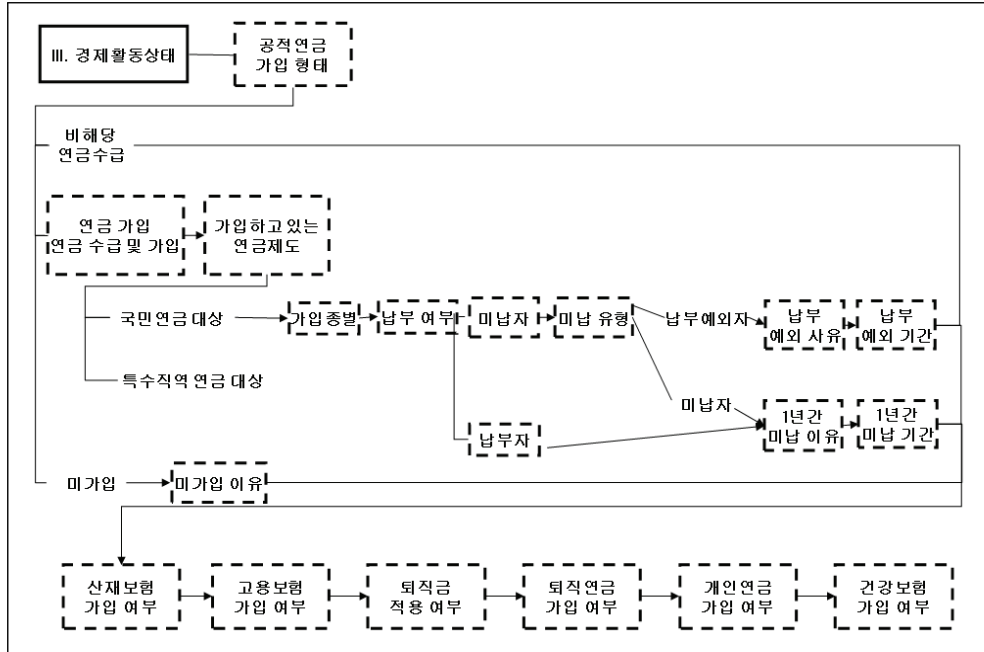 Ⅲ. 경제활동상태
공적연금
가입 형태
비해당
연금수급
연금 가입
연금 수급 및 가입
가입하고 있는
연금제도
국민연금 대상
가입종별
납부 여부
미납자
미납 유형
납부예외자
납부
예외 사유
납부
예외 기간
특수직역 연금 대상
미납자
1년간
미납 이유
1년간
미납 기간
납부자
미가입
미가입 이유
산재보험
가입 여부
고용보험
가입 여부
퇴직금
적용 여부
퇴직연금
가입 여부
개인연금
가입 여부
건강보험
가입 여부